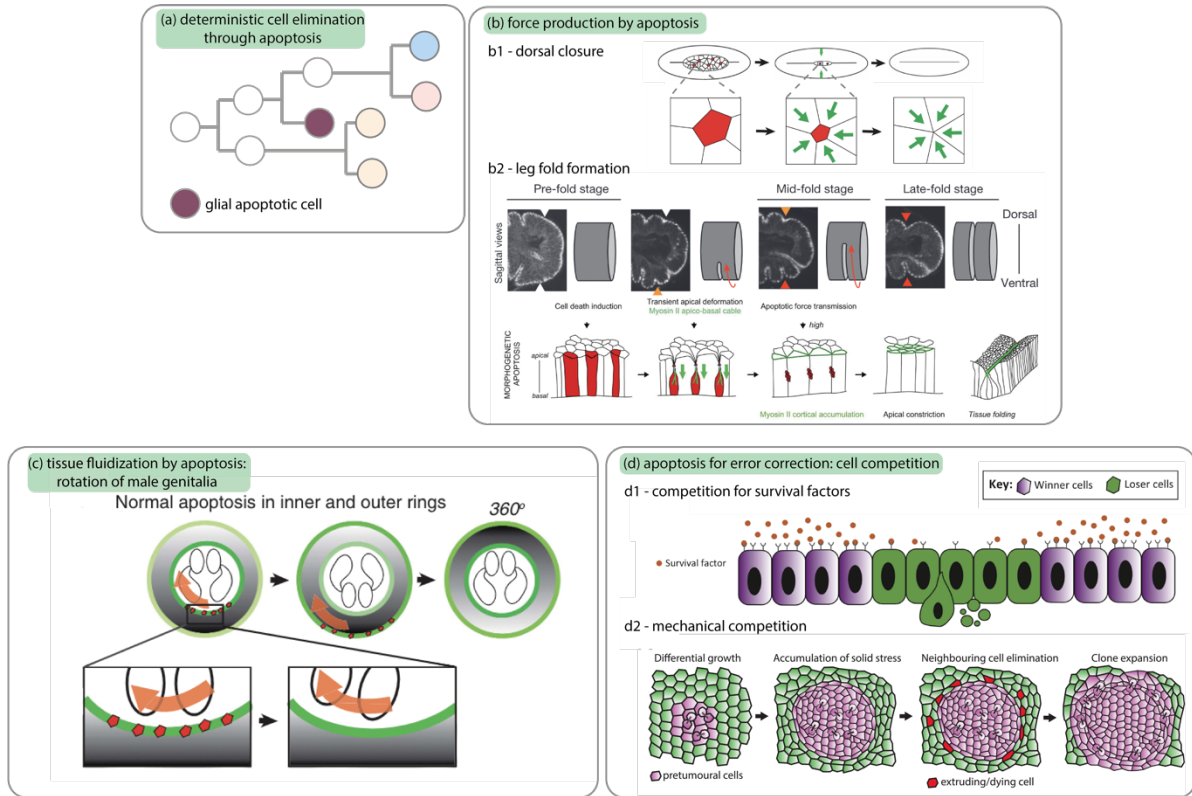 (a) deterministic cell elimination
through apoptosis
glial apoptotic cell
(b) force production by apoptosis
b1 - dorsal closure
b2 - leg fold formation
Pre-fold stage
Mid-fold stage
Late-fold stage
Sagittal views
Dorsal
Ventral
Cell death induction
Transient apical deformation
Myosin II apico-basal cable
Apoptotic force transmission
high
MORPHOGENETIC
APOPTOSIS
apical
basal
Myosin II cortical accumulation
Apical constriction
Tissue folding
(c) tissue fluidization by apoptosis:
rotation of male genitalia
Normal apoptosis in inner and outer rings
360º
(d) apoptosis for error correction: cell competition
d1 - competition for survival factors
Key: Winner cells Loser cells
Survival factor
d2 - mechanical competition
Differential growth
Accumulation of solid stress
Neighbouring cell elimination
Clone expansion
pretumoural cells
extruding/dying cell